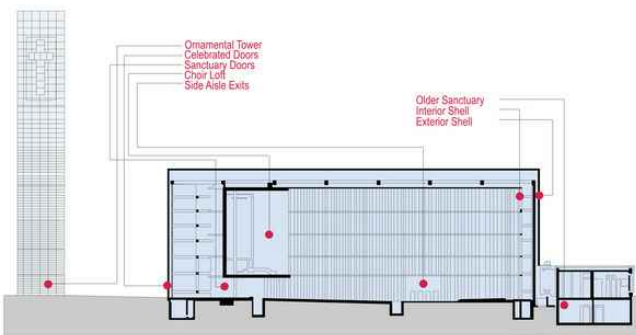 Ornamental Tower
Celebrated Doors
Sanctuary Doors
Choir Loft
Side Aisle Exits
Older Sanctuary
Interior Shell
Exterior Shell